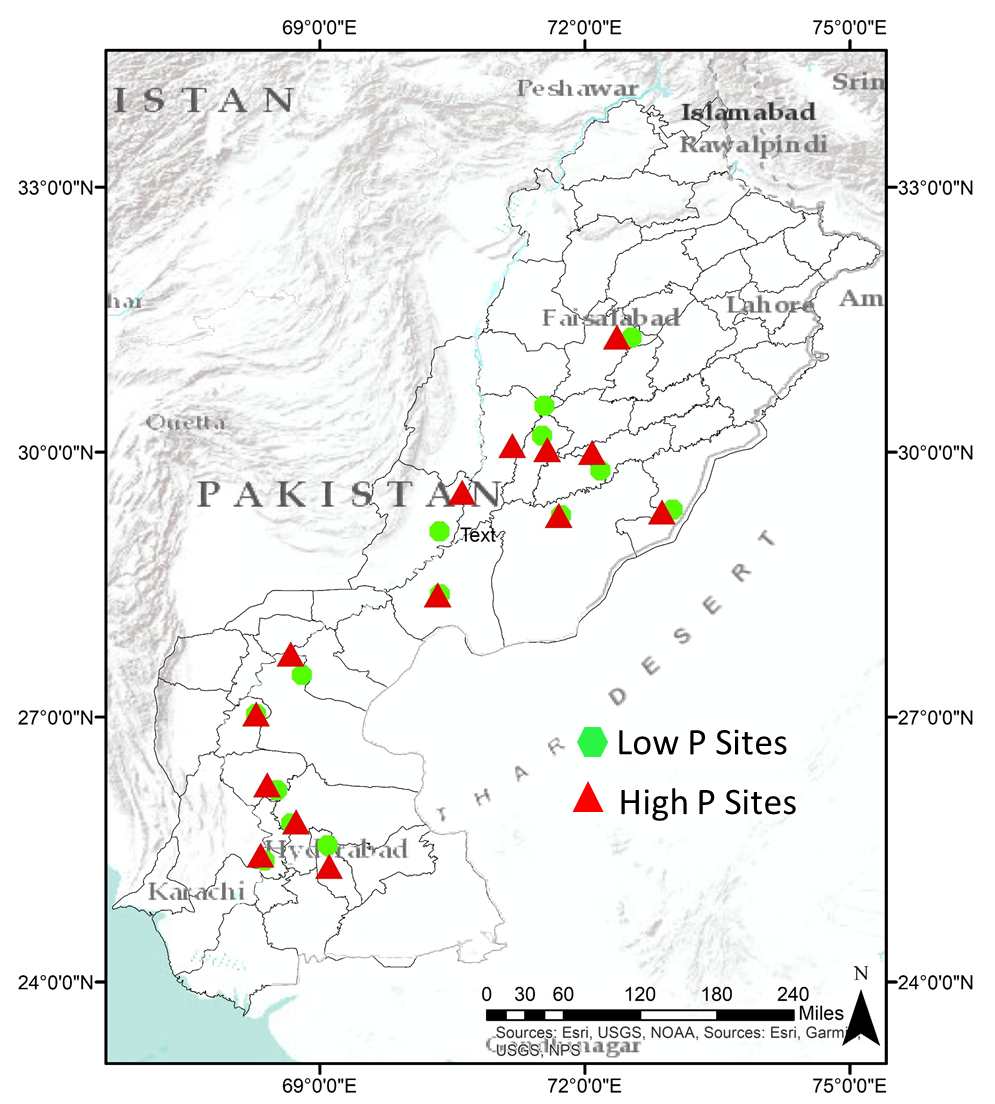 69°0'0"E 72°0'0"E 75°0'0"E
ISTAN
Peshawar
Srin
Islamabad
Rawalpindi
33°0'0"N 33°0'0"N
har
Faisalabad
Lahore
Am
Quetta
30°0'0"N 30°0'0"N
PAKISTAN
Text
THAR DESERT
27°0'0"N 27°0'0"N
Low P Sites
High P Sites
Hyderabad
Karachi
24°0'0"N 24°0'0"N
N
0 30 60 120 180 240
Miles
Sources: Esri, USGS, NOAA, Sources: Esri, Garmi
USGS, NPS
Gandhinagar
69°0'0"E 72°0'0"E 75°0'0"E